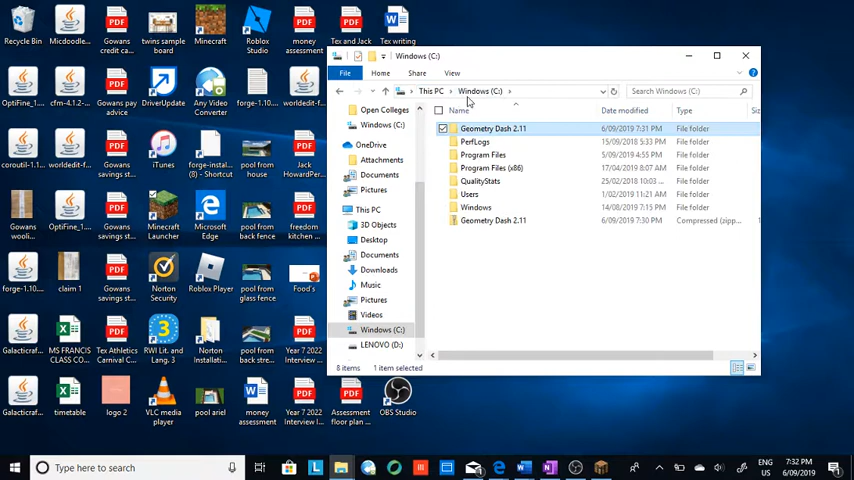 Recycle Bin
Micdoodle...
Gowans credit ca...
twins sample board
Minecraft
Roblox Studio
money assessment
Tex and Jack
Tex writing
OptiFine_1...
cfm-4.1.2-...
Gowans pay advice
DriverUpdate
Any Video Converter
forge-1.10....
worldedit-f...
coroutil-1.1...
worldedit-...
Gowans savings st...
iTunes
forge-install... (8) - Shortcut
pool from house
Jack HowardPer...
Gowans wooli...
OptiFine_1...
Gowans savings st...
Minecraft Launcher
Microsoft Edge
pool from back fence
freedom kitchen ...
forge-1.10...
claim 1
Gowans savings st...
Norton Security
Roblox Player
pool from glass fence
Food's
Galacticraf...
MS FRANCIS CLASS COP...
Tex Athletics Carnival C...
RWI Lit. and Lang. 3
Norton Installati...
pool from back stre...
Year 7 2022 Interview ...
Galacticraf...
timetable
logo 2
VLC media player
pool ariel
money assessment
Year 7 2022 Interview I...
Assessment floor plan ...
OBS Studio
Windows (C:)
File
Home
Share
View
This PC
Windows (C:)
Search Windows (C:)
Name
Date modified
Type
Siz
Open Colleges
Windows (C:)
OneDrive
Attachments
Documents
Pictures
This PC
3D Objects
Desktop
Documents
Downloads
Music
Pictures
Videos
Windows (C:)
LENOVO (D:)
Geometry Dash 2.11 6/09/2019 7:31 PM File folder
PerfLogs 15/09/2018 5:33 PM File folder
Program Files 5/09/2019 4:55 PM File folder
Program Files (x86) 17/04/2019 8:07 AM File folder
QualityStats 25/02/2018 10:03 ... File folder
Users 1/02/2019 11:21 AM File folder
Windows 14/08/2019 7:15 PM File folder
Geometry Dash 2.11 6/09/2019 7:30 PM Compressed (zipp...
8 items
1 item selected
Type here to search
ENG
US
7:32 PM
6/09/2019